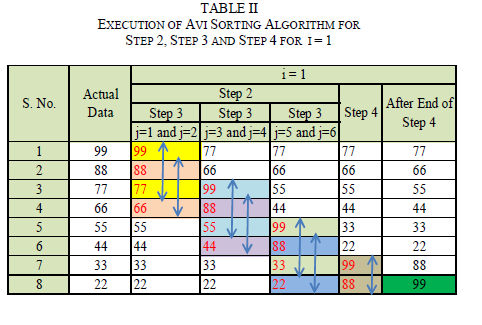 TABLE II
EXECUTION OF AVI SORTING ALGORITHM FOR
STEP 2, STEP 3 AND STEP 4 FOR I = 1
S. No. Actual Data i = 1
Step 2 Step 4 After End of Step 4
Step 3 Step 3 Step 3
j=1 and j=2 j=3 and j=4 j=5 and j=6
1 99 99 77 77 77 77
2 88 88 66 66 66 66
3 77 77 99 55 55 55
4 66 66 88 44 44 44
5 55 55 55 99 33 33
6 44 44 44 88 22 22
7 33 33 33 33 99 88
8 22 22 22 22 88 99